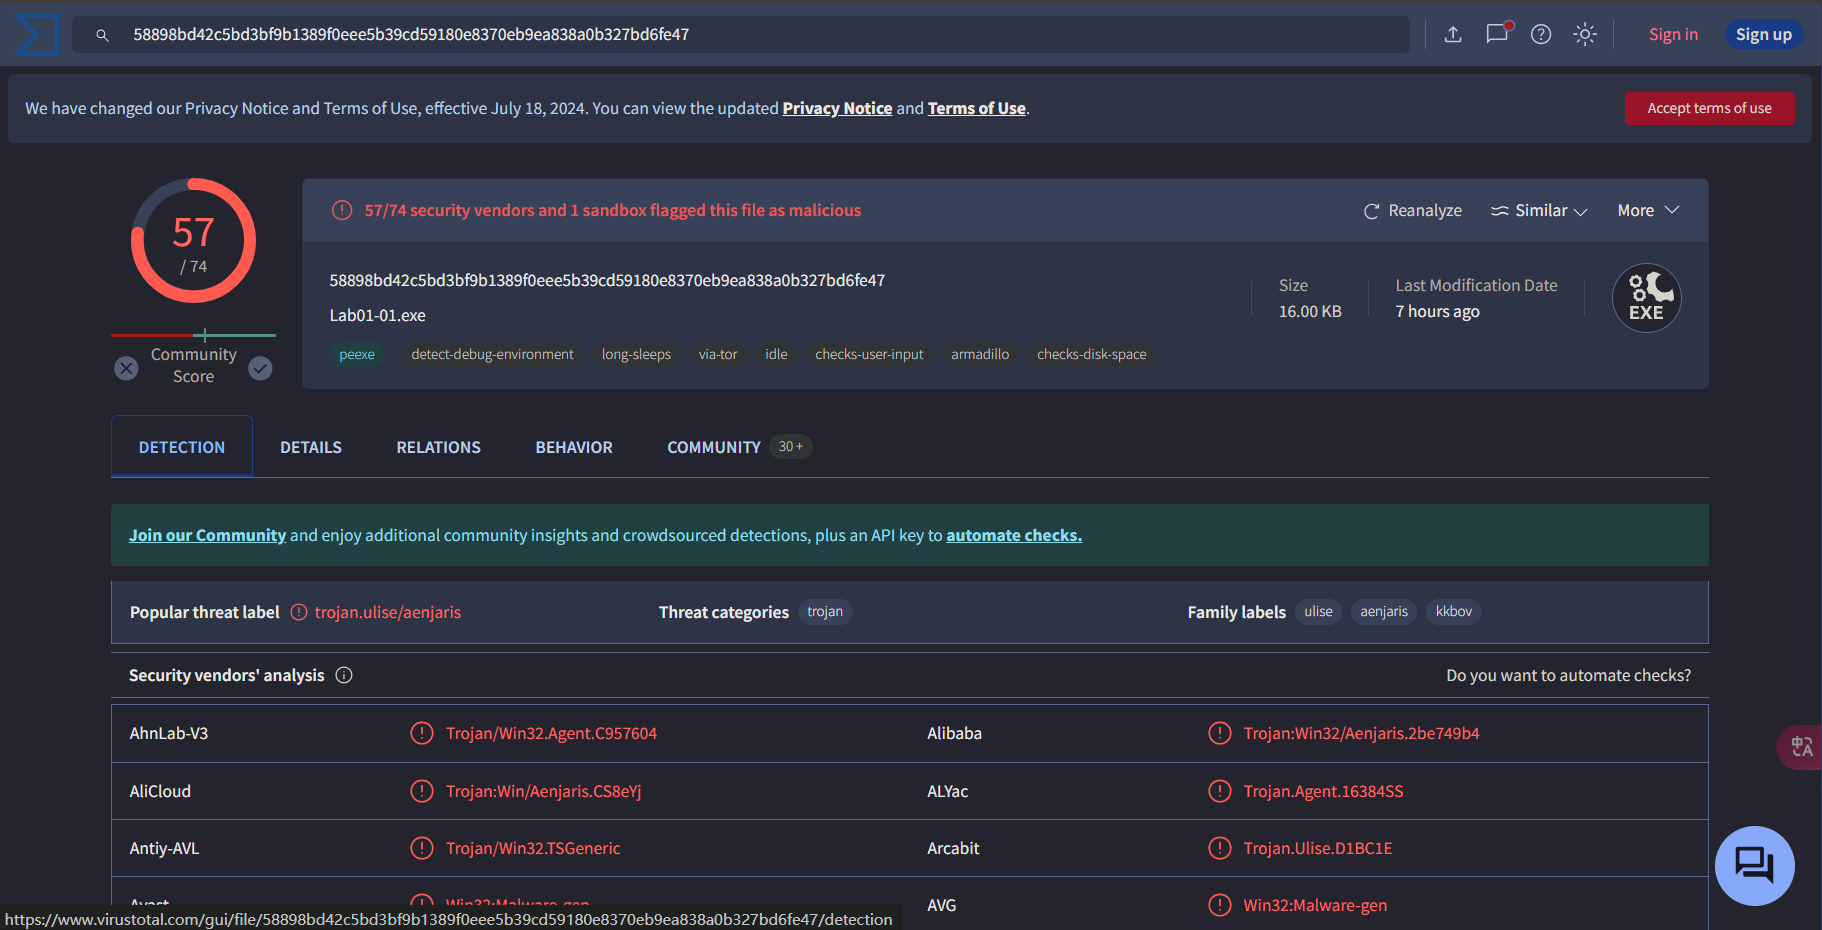 58898bd42c5bd3bf9b1389f0eee5b39cd59180e8370eb9ea838a0b327bd6fe47
Sign in
Sign up
We have changed our Privacy Notice and Terms of Use, effective July 18, 2024. You can view the updated Privacy Notice and Terms of Use.
Accept terms of use
57
/ 74
Community
Score
57/74 security vendors and 1 sandbox flagged this file as malicious
Reanalyze
Similar
More
58898bd42c5bd3bf9b1389f0eee5b39cd59180e8370eb9ea838a0b327bd6fe47
Lab01-01.exe
Size
16.00 KB
Last Modification Date
7 hours ago
EXE
peexe
detect-debug-environment
long-sleeps
via-tor
idle
checks-user-input
armadillo
checks-disk-space
DETECTION
DETAILS
RELATIONS
BEHAVIOR
COMMUNITY
30+
Join our Community and enjoy additional community insights and crowdsourced detections, plus an API key to automate checks.
Popular threat label
trojan.ulise/aenjaris
Threat categories
trojan
Family labels
ulise
aenjaris
kkbov
Security vendors' analysis
Do you want to automate checks?
AhnLab-V3
Trojan/Win32.Agent.C957604
Alibaba
Trojan:Win32/Aenjaris.2be749b4
AliCloud
Trojan:Win/Aenjaris.CS8eYj
ALYac
Trojan.Agent.16384SS
Antiy-AVL
Trojan/Win32.TSGeneric
Arcabit
Trojan.Ulise.D1BC1E
Avast
Win32:Malware-gen
AVG
Win32:Malware-gen
中A
https://www.virustotal.com/gui/file/58898bd42c5bd3bf9b1389f0eee5b39cd59180e8370eb9ea838a0b327bd6fe47/detection